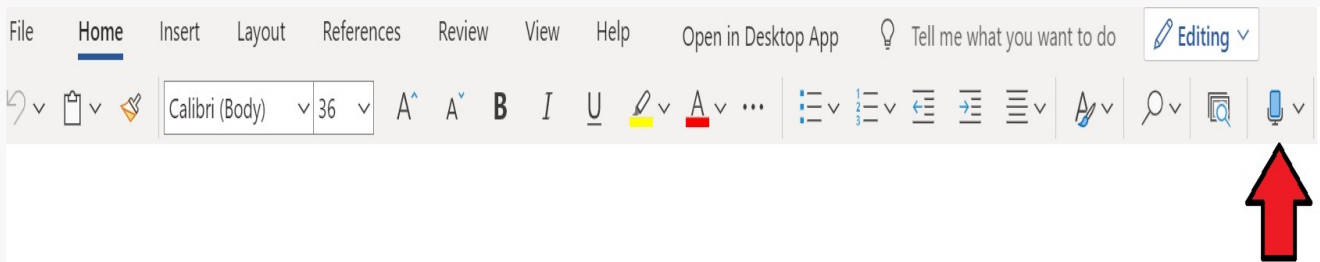 File Home Insert Layout References Review View Help Open in Desktop App Tell me what you want to do Editing
Calibri (Body) 36 A A B I U A A